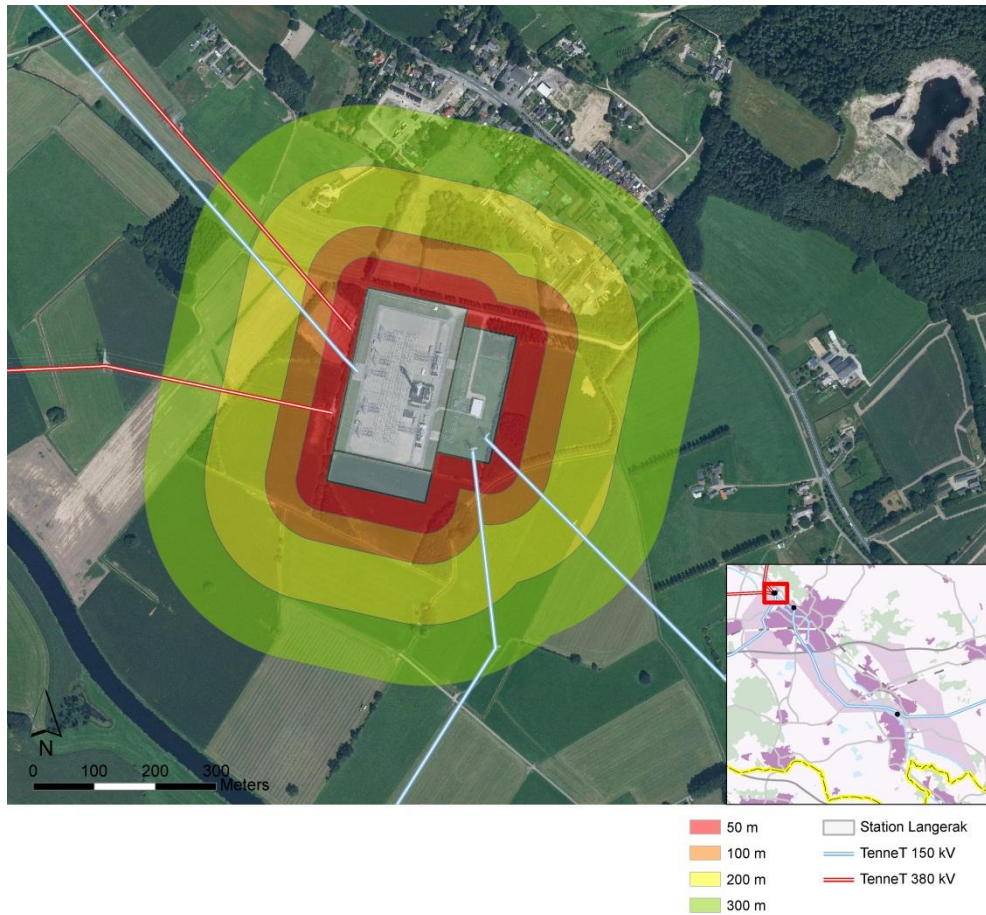 N
0 100 200 300
Meters
50 m
100 m
200 m
300 m
Station Langerak
TenneT 150 kV
TenneT 380 kV